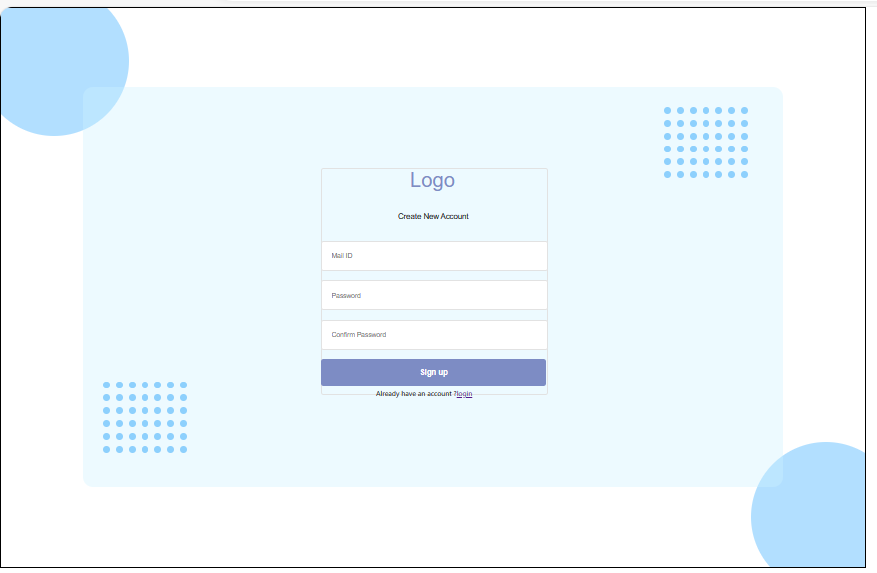 Logo
Create New Account
Mail ID
Password
Confirm Password
Sign up
Already have an account ?login